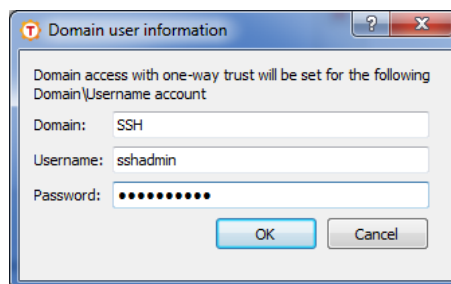 Domain user information
Domain access with one-way trust will be set for the following
Domain\Username account
Domain: SSH
Username: sshadmin
Password: ●●●●●●●●●●
OK Cancel